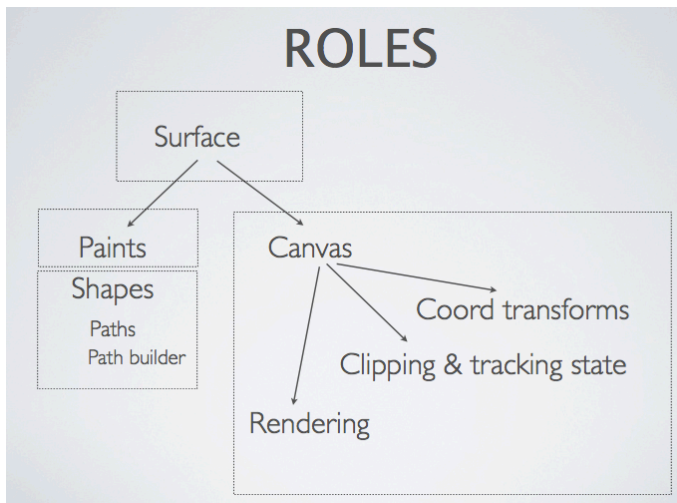 ROLES
Surface
Paints
Canvas
Shapes
Paths
Path builder
Coord transforms
Clipping & tracking state
Rendering